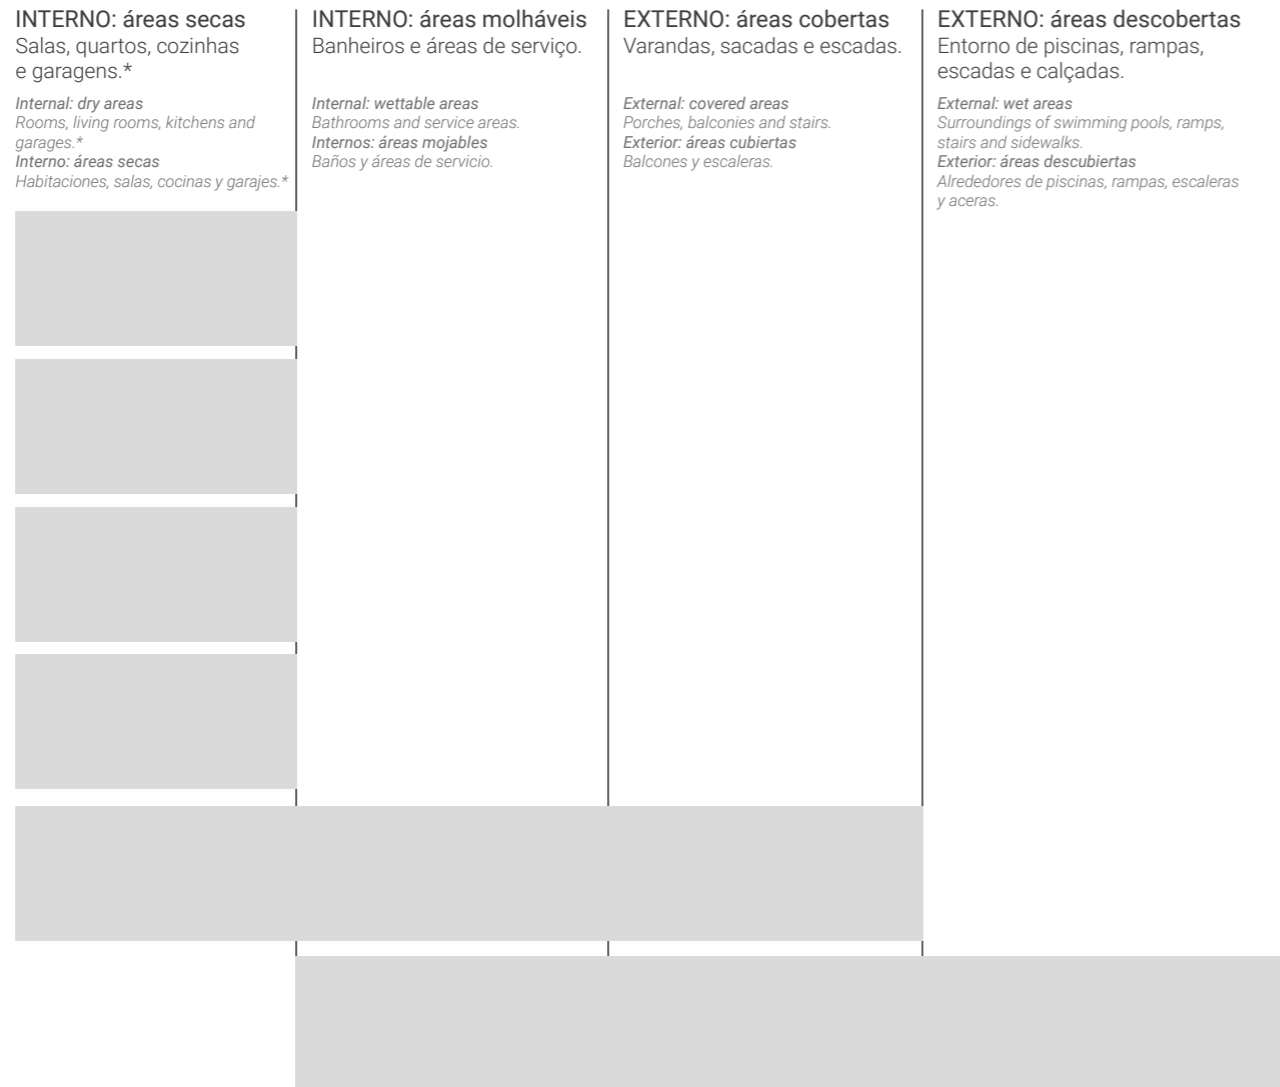 INTERNO: áreas secas
Salas, quartos, cozinhas
e garagens.*
Internal: dry areas
Rooms, living rooms, kitchens and
garages.*
Interno: áreas secas
Habitaciones, salas, cocinas y garajes.*
INTERNO: áreas molháveis
Banheiros e áreas de serviço.
Internal: wettable areas
Bathrooms and service areas.
Internos: áreas mojables
Baños y áreas de servicio.
EXTERNO: áreas cobertas
Varandas, sacadas e escadas.
External: covered areas
Porches, balconies and stairs.
Exterior: áreas cubiertas
Balcones y escaleras.
EXTERNO: áreas descobertas
Entorno de piscinas, rampas,
escadas e calçadas.
External: wet areas
Surroundings of swimming pools, ramps,
stairs and sidewalks.
Exterior: áreas descubiertas
Alrededores de piscinas, rampas, escaleras
y aceras.